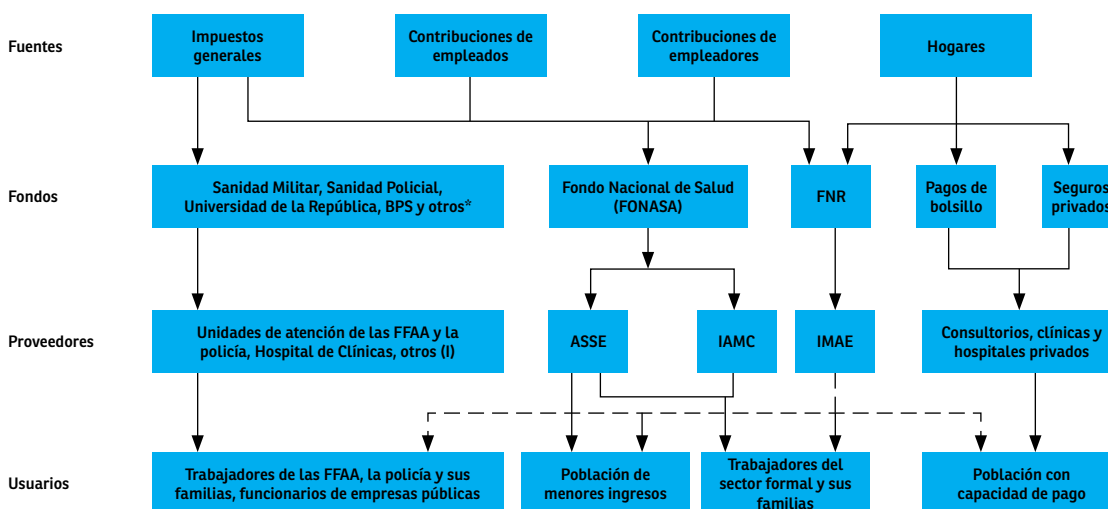 Fuentes
Impuestos
generales
Contribuciones de
empleados
Contribuciones de
empleadores
Hogares
Fondos
Sanidad Militar, Sanidad Policial,
Universidad de la República, BPS y otros*
Fondo Nacional de Salud
(FONASA)
FNR
Pagos de
bolsillo
Seguros
privados
Proveedores
Unidades de atención de las FFAA y la
policía, Hospital de Clínicas, otros (I)
ASSE
IAMC
IMAE
Consultorios, clínicas y
hospitales privados
Usuarios
Trabajadores de las FFAA, la policía y sus
familias, funcionarios de empresas públicas
Población de
menores ingresos
Trabajadores del
sector formal y sus
familias
Población con
capacidad de pago